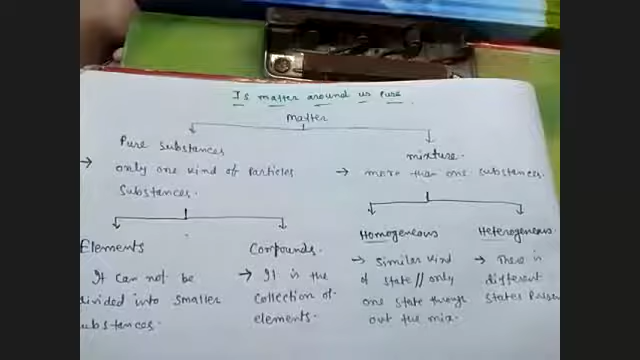 Is matter around us Pure
Matter
Pure Substances
→ only one kind of Particles
Substances.
mixture.
→ more than one substances.
Elements
It can not be
divided into smaller
substances.
Compounds.
→ It is the
collection of
elements.
Homogeneous
→ Similar kind
of state // only
one state through
out the mix.
Heterogeneous
→ There is
different
states Presen